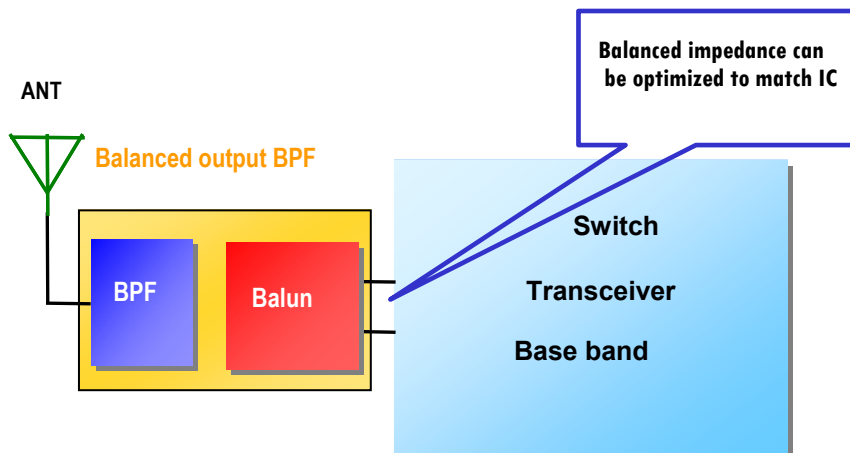 Balanced impedance can
be optimized to match IC
ANT
Balanced output BPF
Switch
BPF
Balun
Transceiver
Base band